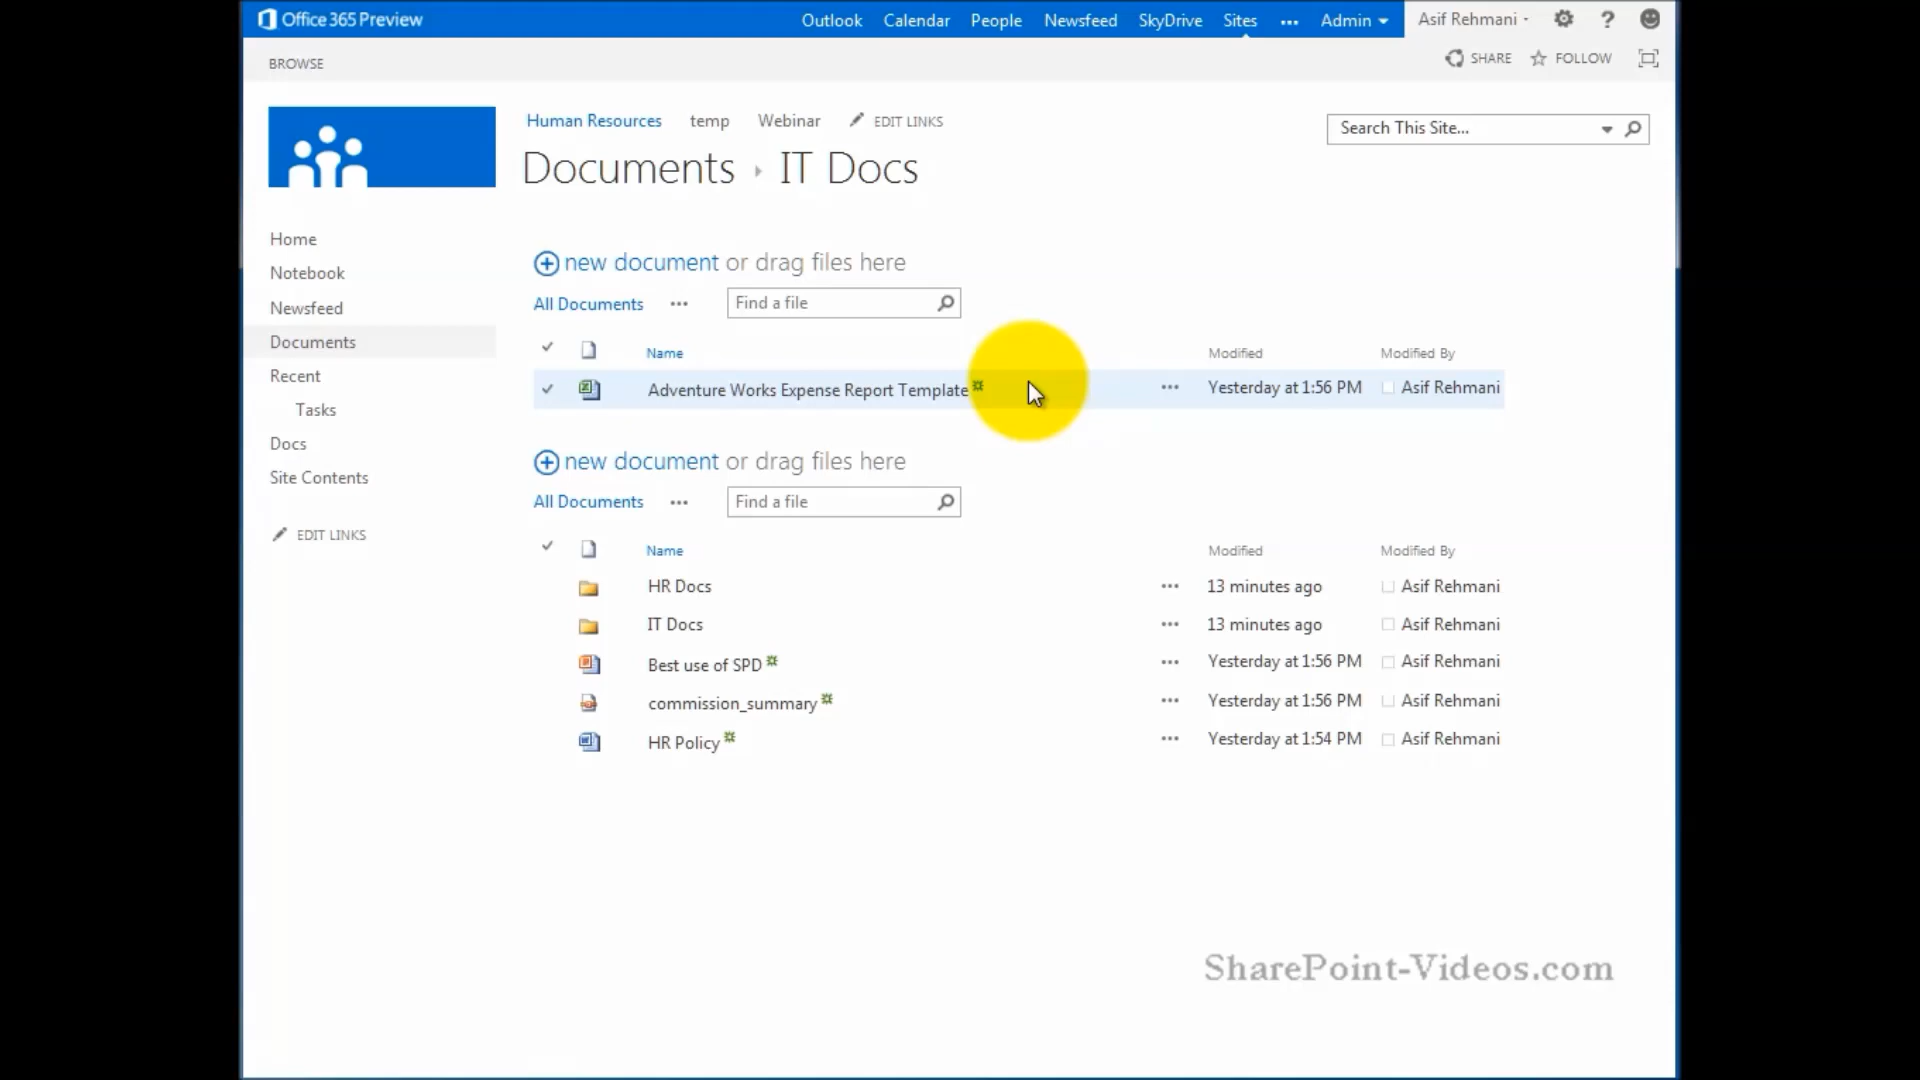 Office 365 Preview
Outlook Calendar People Newsfeed SkyDrive Sites ... Admin
Asif Rehmani
?
BROWSE
SHARE FOLLOW
Human Resources temp Webinar EDIT LINKS
Search This Site...
Documents IT Docs
Home
Notebook
Newsfeed
Documents
Recent
Tasks
Docs
Site Contents
EDIT LINKS
new document or drag files here
All Documents ... Find a file
Name Modified Modified By
Adventure Works Expense Report Template ... Yesterday at 1:56 PM Asif Rehmani
new document or drag files here
All Documents ... Find a file
Name Modified Modified By
HR Docs ... 13 minutes ago Asif Rehmani
IT Docs ... 13 minutes ago Asif Rehmani
Best use of SPD ... Yesterday at 1:56 PM Asif Rehmani
commission_summary ... Yesterday at 1:56 PM Asif Rehmani
HR Policy ... Yesterday at 1:54 PM Asif Rehmani
SharePoint-Videos.com